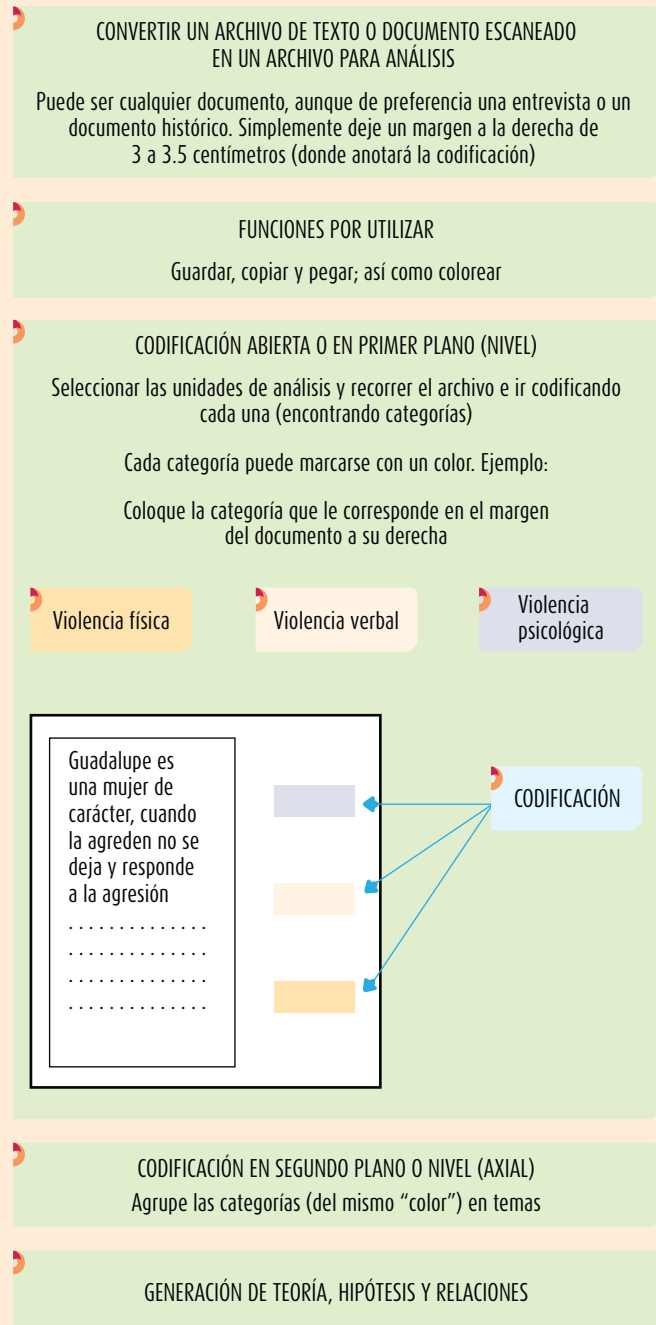 CONVERTIR UN ARCHIVO DE TEXTO O DOCUMENTO ESCANEADO
EN UN ARCHIVO PARA ANÁLISIS
Puede ser cualquier documento, aunque de preferencia una entrevista o un
documento histórico. Simplemente deje un margen a la derecha de
3 a 3.5 centímetros (donde anotará la codificación)
FUNCIONES POR UTILIZAR
Guardar, copiar y pegar; así como colorear
CODIFICACIÓN ABIERTA O EN PRIMER PLANO (NIVEL)
Seleccionar las unidades de análisis y recorrer el archivo e ir codificando
cada una (encontrando categorías)
Cada categoría puede marcarse con un color. Ejemplo:
Coloque la categoría que le corresponde en el margen
del documento a su derecha
Violencia física
Violencia verbal
Violencia
psicológica
Guadalupe es
una mujer de
carácter, cuando
la agreden no se
deja y responde
a la agresión
. . . . . . . . . . . . . .
. . . . . . . . . . . . . .
. . . . . . . . . . . . . .
. . . . . . . . . . . . . .
CODIFICACIÓN
CODIFICACIÓN EN SEGUNDO PLANO O NIVEL (AXIAL)
Agrupe las categorías (del mismo “color”) en temas
GENERACIÓN DE TEORÍA, HIPÓTESIS Y RELACIONES